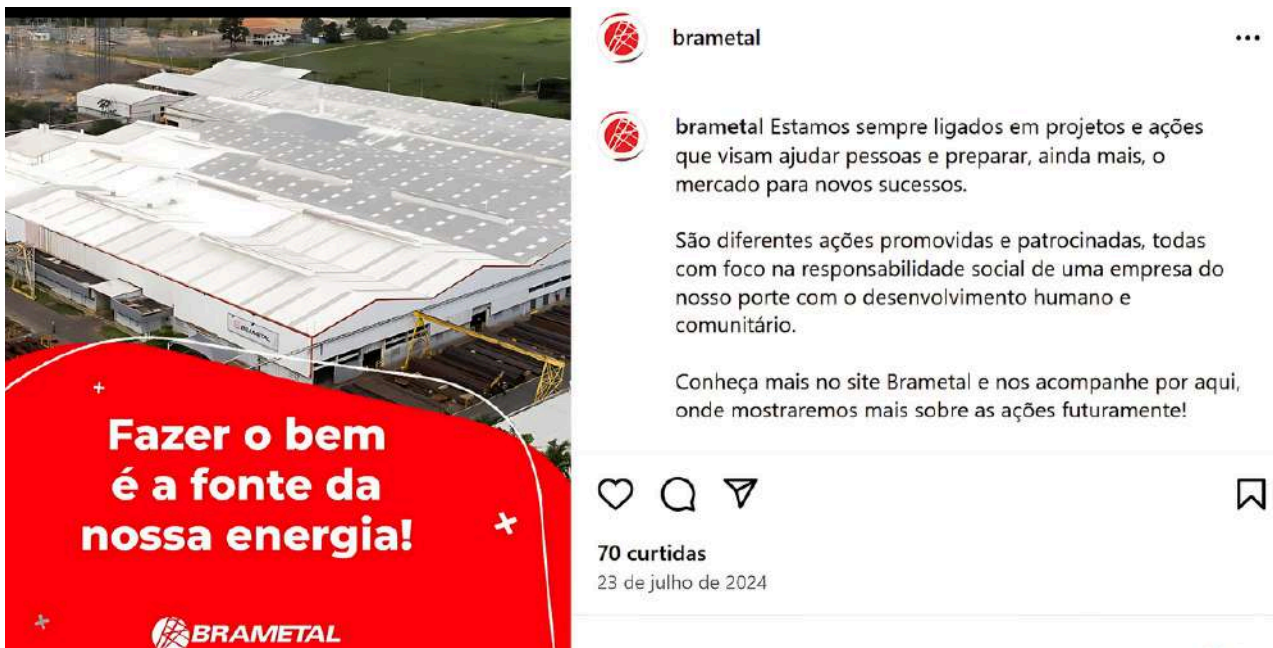 BRAMETAL
Fazer o bem
é a fonte da
nossa energia!
BRAMETAL
brametal
brametal Estamos sempre ligados em projetos e ações
que visam ajudar pessoas e preparar, ainda mais, o
mercado para novos sucessos.
São diferentes ações promovidas e patrocinadas, todas
com foco na responsabilidade social de uma empresa do
nosso porte com o desenvolvimento humano e
comunitário.
Conheça mais no site Brametal e nos acompanhe por aqui,
onde mostraremos mais sobre as ações futuramente!
70 curtidas
23 de julho de 2024